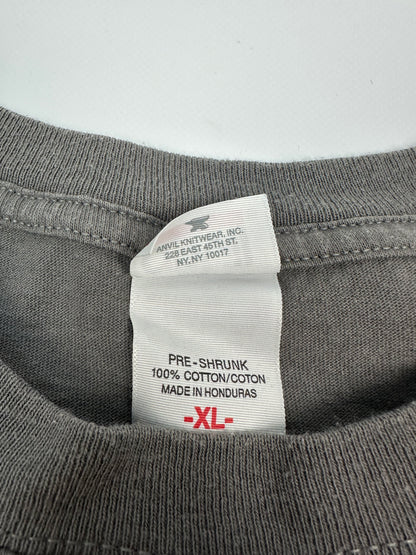 ANVIL KNITWEAR, INC.
228 EAST 45TH ST.
NY, NY 10017
PRE-SHRUNK
100% COTTON/COTON
MADE IN HONDURAS
-XL-